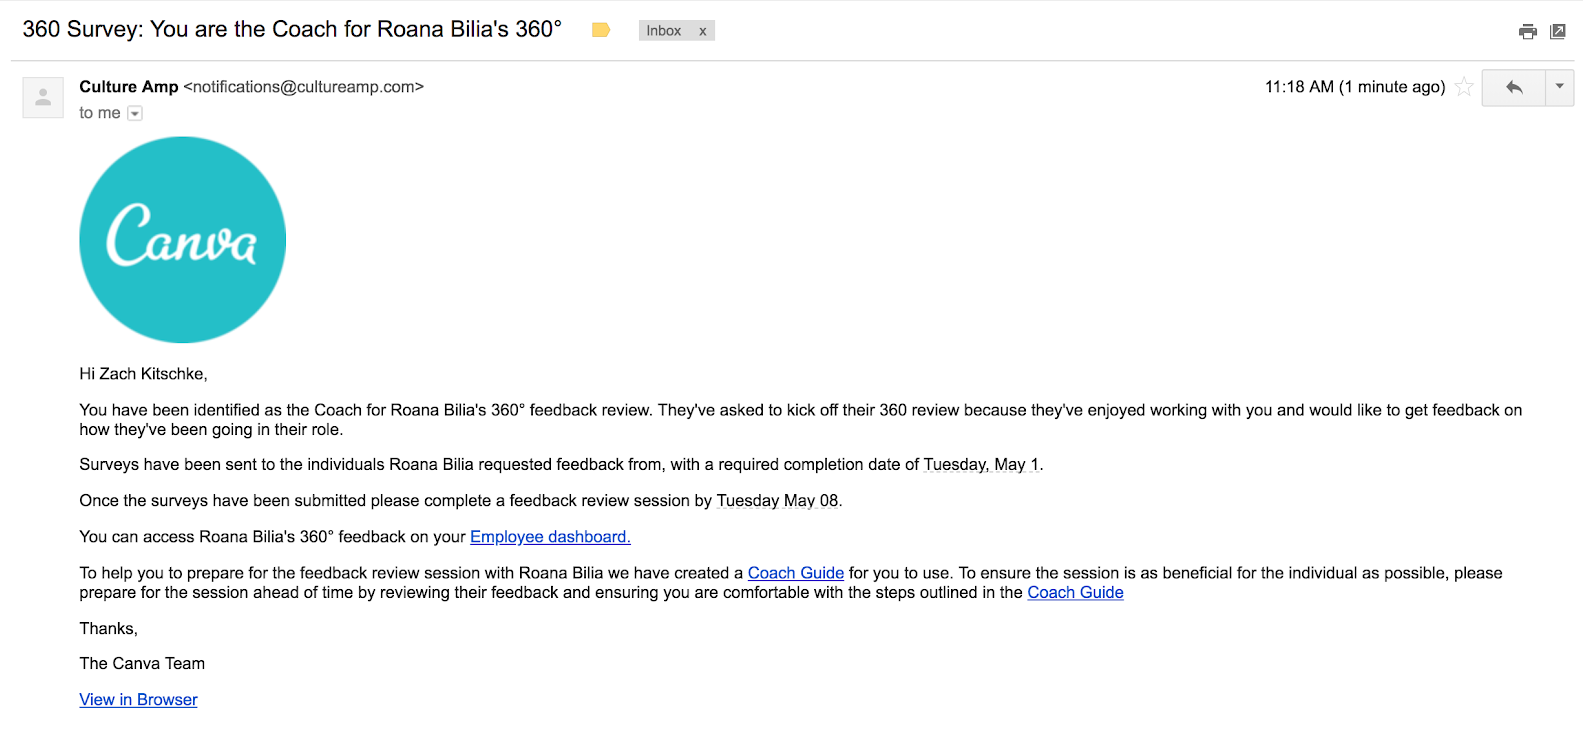 360 Survey: You are the Coach for Roana Bilia's 360°
Inbox x
Culture Amp <notifications@cultureamp.com>
11:18 AM (1 minute ago)
to me
Canva
Hi Zach Kitschke,
You have been identified as the Coach for Roana Bilia's 360° feedback review. They've asked to kick off their 360 review because they've enjoyed working with you and would like to get feedback on
how they've been going in their role.
Surveys have been sent to the individuals Roana Bilia requested feedback from, with a required completion date of Tuesday, May 1.
Once the surveys have been submitted please complete a feedback review session by Tuesday May 08.
You can access Roana Bilia's 360° feedback on your Employee dashboard.
To help you to prepare for the feedback review session with Roana Bilia we have created a Coach Guide for you to use. To ensure the session is as beneficial for the individual as possible, please
prepare for the session ahead of time by reviewing their feedback and ensuring you are comfortable with the steps outlined in the Coach Guide
Thanks,
The Canva Team
View in Browser